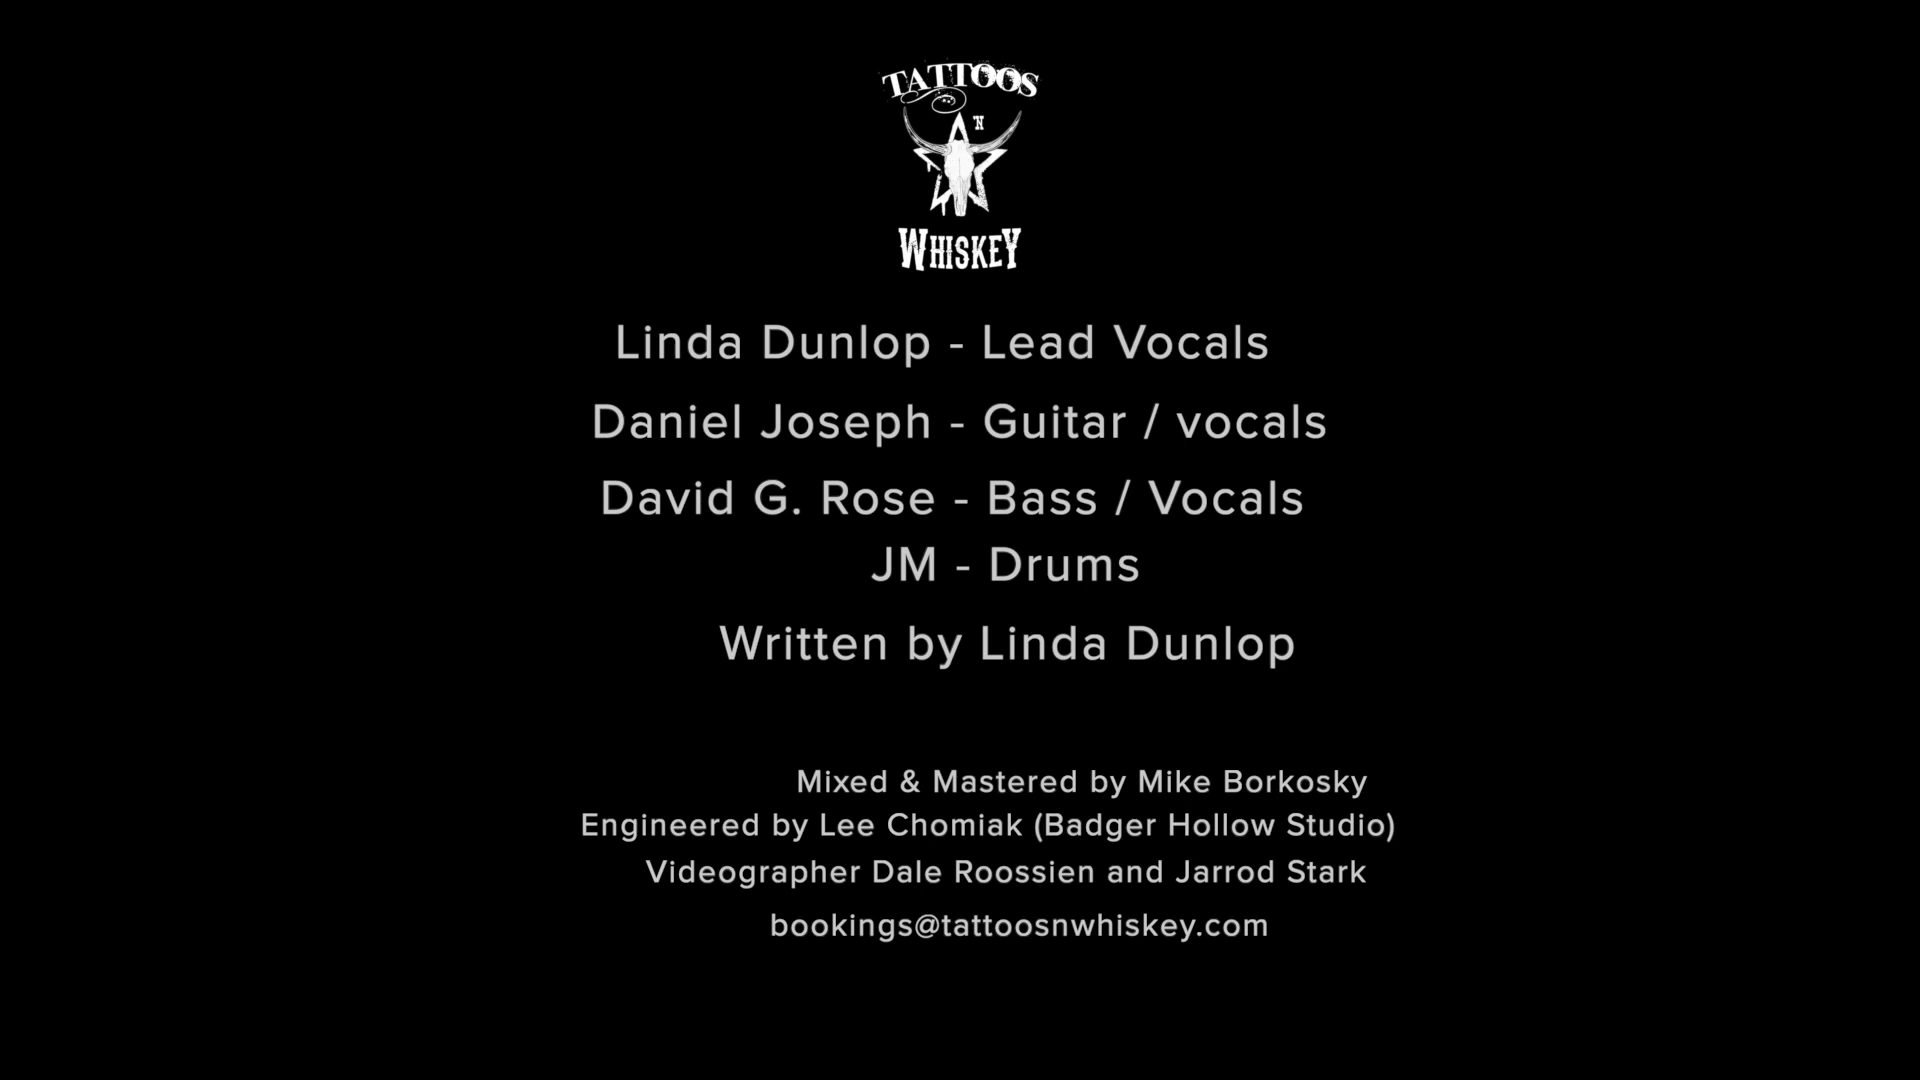 TATTOOS
'N
WHISKEY
Linda Dunlop - Lead Vocals
Daniel Joseph - Guitar / vocals
David G. Rose - Bass / Vocals
JM - Drums
Written by Linda Dunlop
Mixed & Mastered by Mike Borkosky
Engineered by Lee Chomiak (Badger Hollow Studio)
Videographer Dale Roossien and Jarrod Stark
bookings@tattoosnwhiskey.com